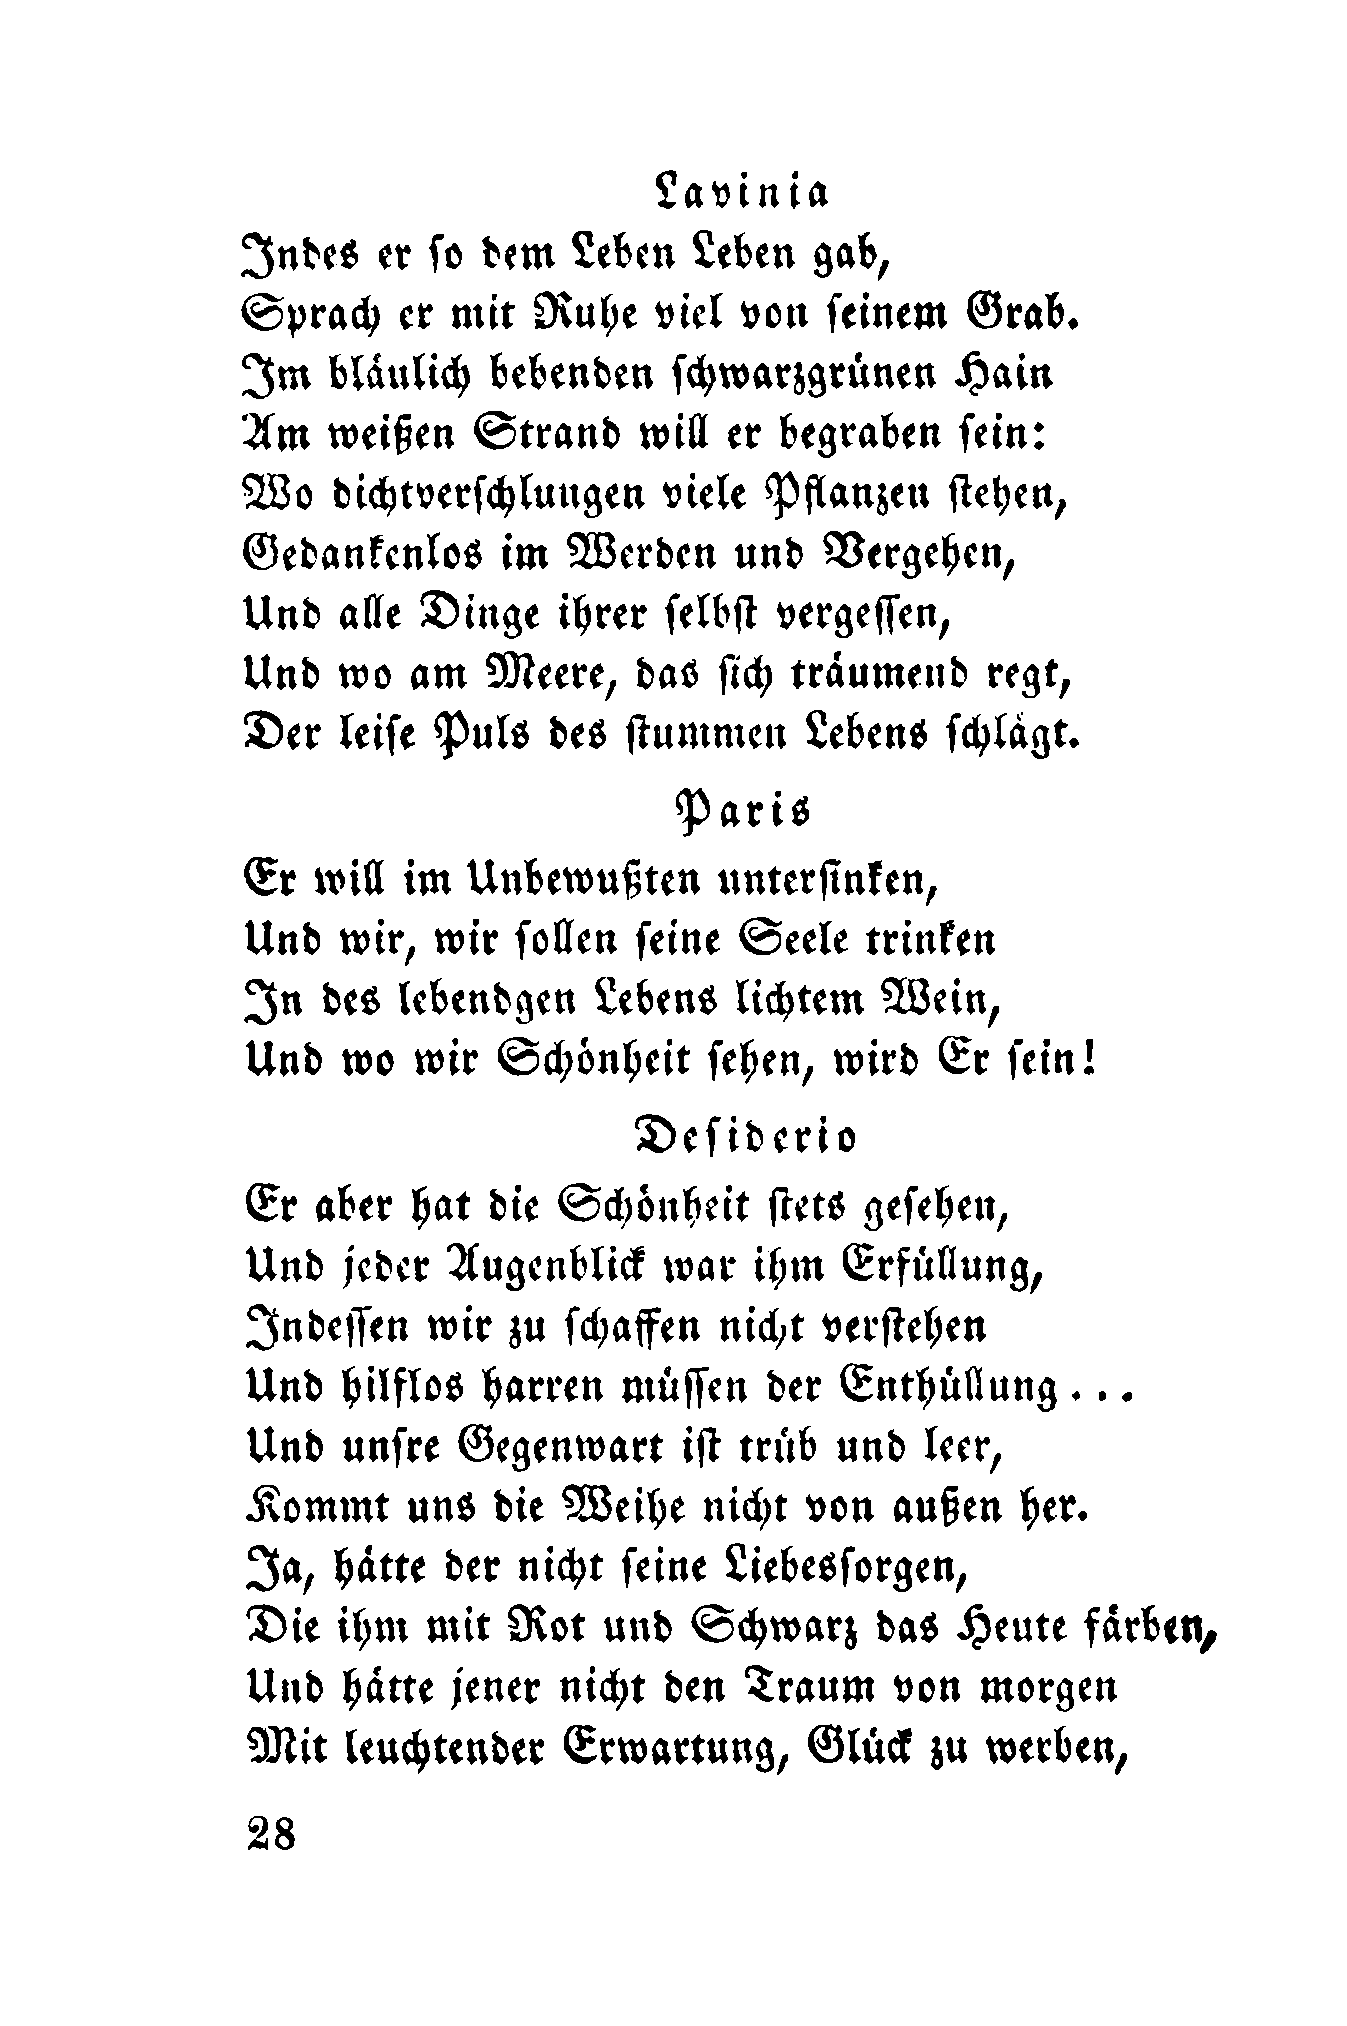 Lavinia
Indes er so dem Leben Leben gab,
Sprach er mit Ruhe viel von seinem Grab.
Im bläulich bebenden schwarzgrünen Hain
Am weißen Strand will er begraben sein:
Wo dichtverschlungen viele Pflanzen stehen,
Gedankenlos im Werden und Vergehen,
Und alle Dinge ihrer selbst vergessen,
Und wo am Meere, das sich träumend regt,
Der leise Puls des stummen Lebens schlägt.
Paris
Er will im Unbewußten untersinken,
Und wir, wir sollen seine Seele trinken
In des lebendgen Lebens lichtem Wein,
Und wo wir Schönheit sehen, wird Er sein!
Desiderio
Er aber hat die Schönheit stets gesehen,
Und jeder Augenblick war ihm Erfüllung,
Indessen wir zu schaffen nicht verstehen
Und hilflos harren müssen der Enthüllung...
Und unsre Gegenwart ist trüb und leer,
Kommt uns die Weihe nicht von außen her.
Ja, hätte der nicht seine Liebessorgen,
Die ihm mit Rot und Schwarz das Heute färben,
Und hätte jener nicht den Traum von morgen
Mit leuchtender Erwartung, Glück zu werben,
28